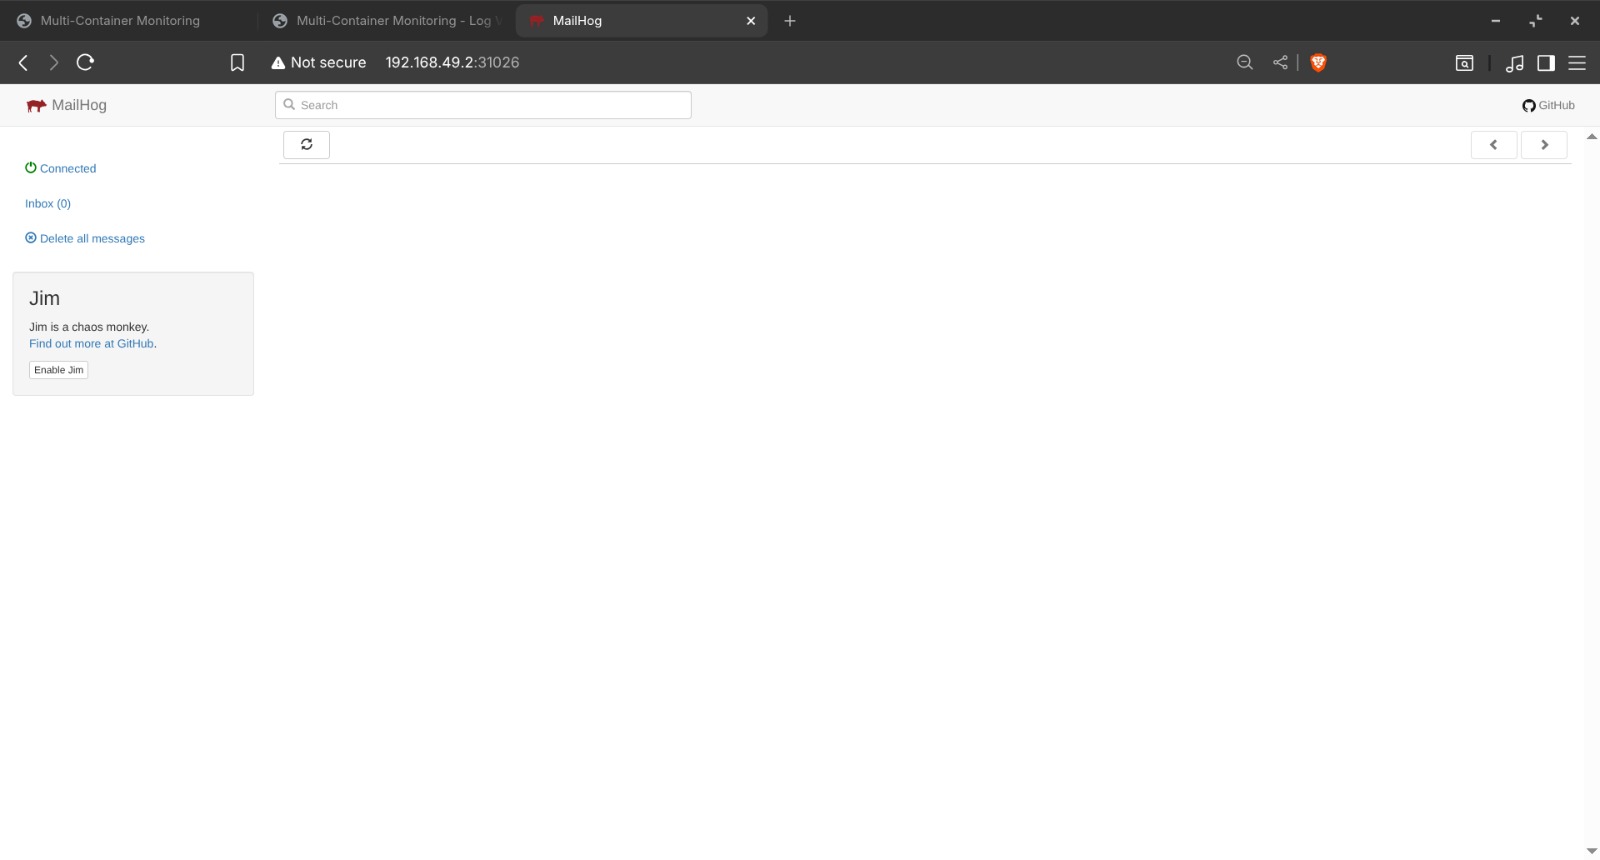 Multi-Container Monitoring
Multi-Container Monitoring - Log
MailHog
Not secure 192.168.49.2:31026
MailHog
Search
GitHub
Connected
Inbox (0)
Delete all messages
Jim
Jim is a chaos monkey.
Find out more at GitHub.
Enable Jim